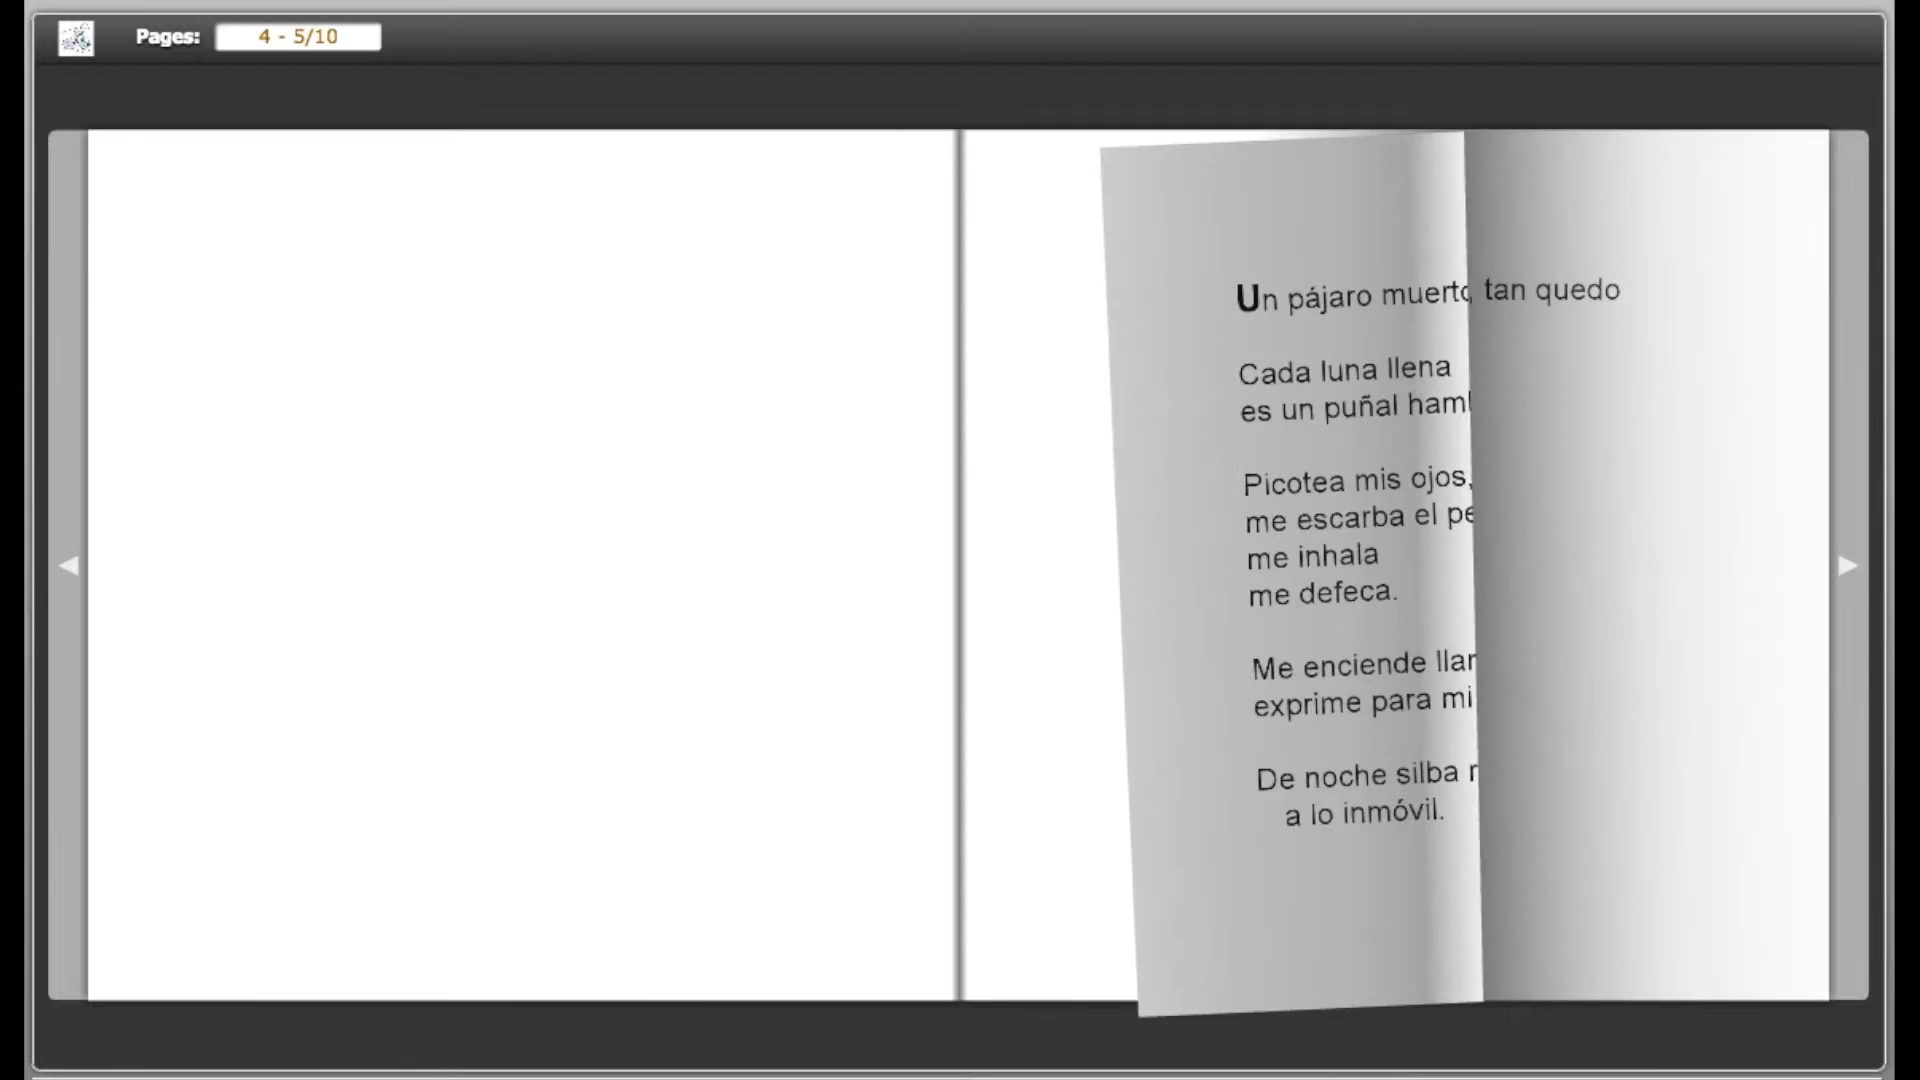 Pages: 4 - 5/10
Un pájaro muerto, tan quedo
Cada luna llena
es un puñal
Picotea mis ojos,
me escarba el
me inhala
me defeca.
Me enciende
exprime para mi
De noche silba
a lo inmóvil.